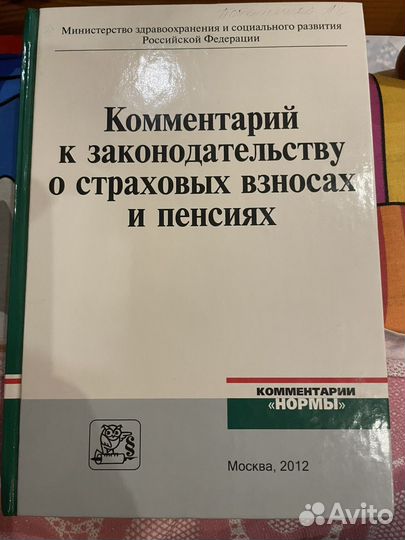 Министерство здравоохранения и социального развития
Российской Федерации
Комментарий
к законодательству
о страховых взносах
и пенсиях
КОММЕНТАРИИ
«НОРМЫ»
§
Москва, 2012
Avito